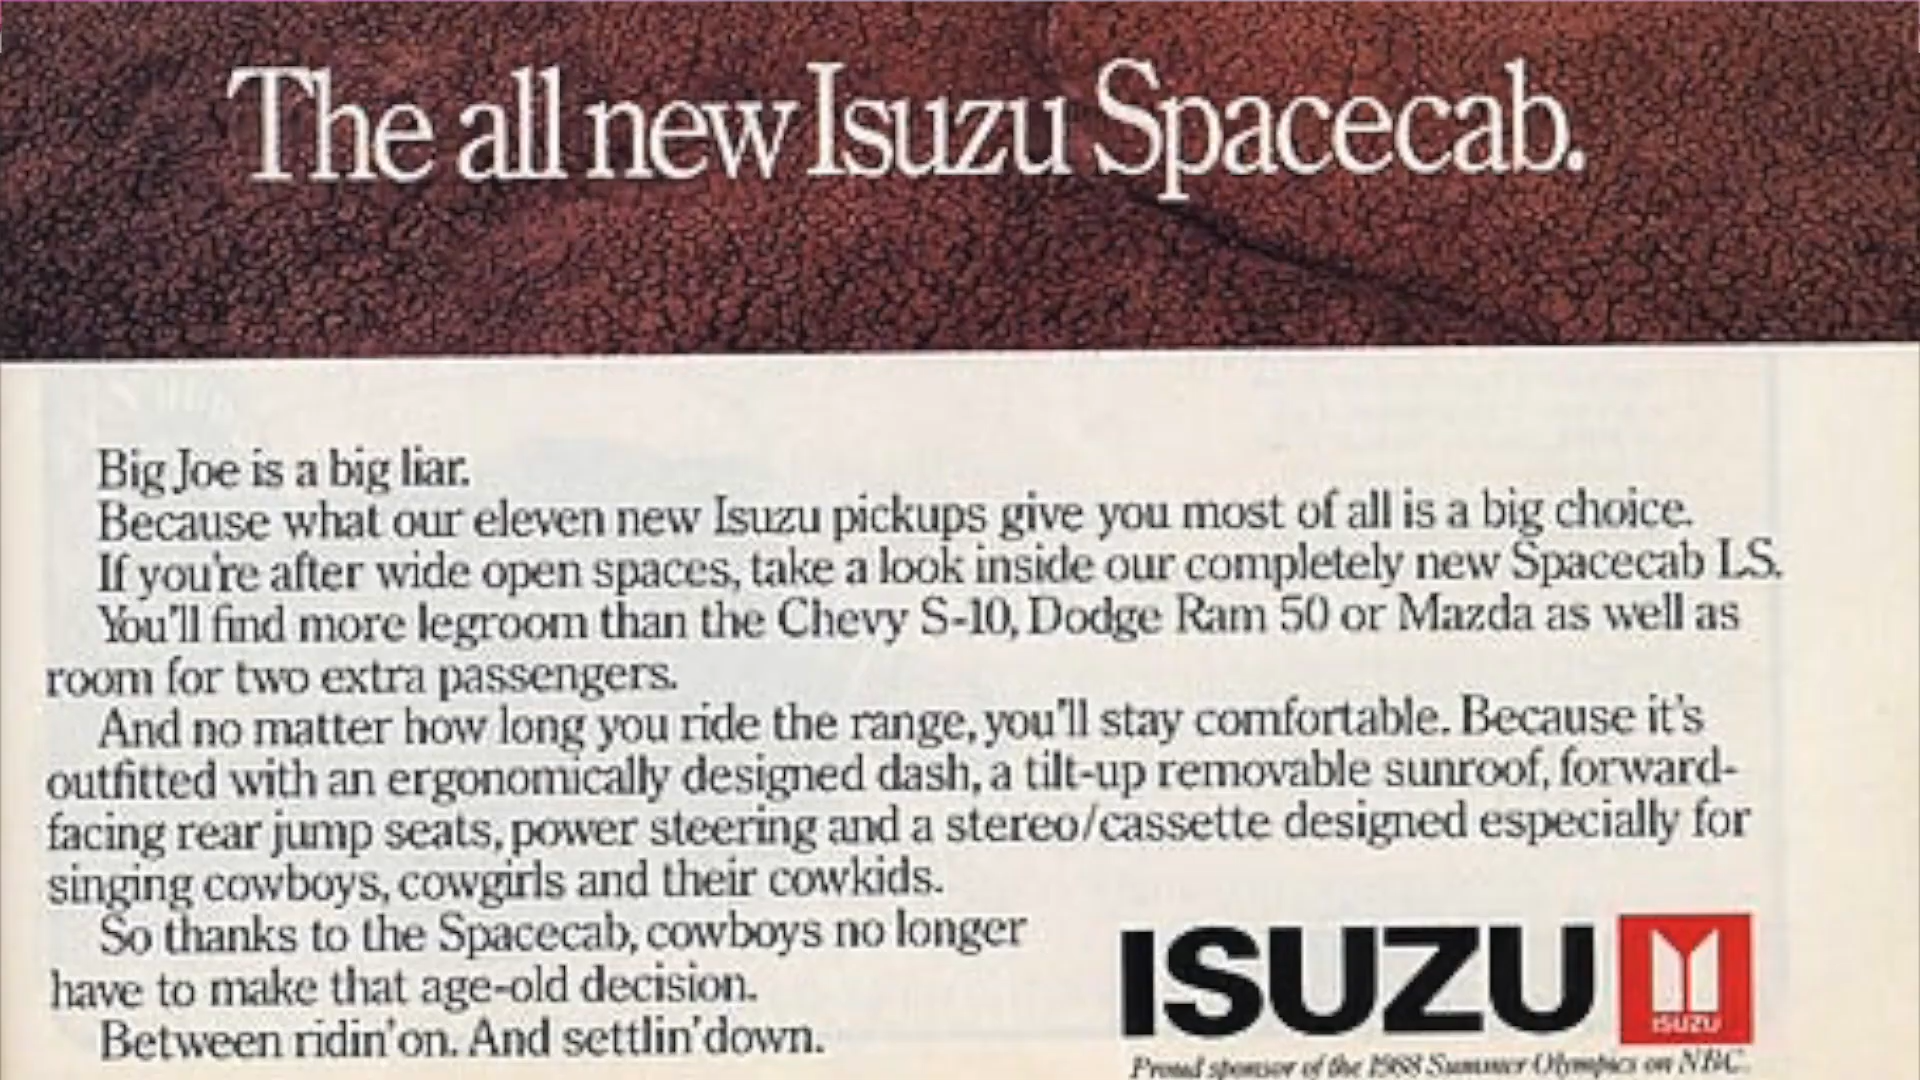 The all new Isuzu Spacecab.
Big Joe is a big liar.
Because what our eleven new Isuzu pickups give you most of all is a big choice.
If you're after wide open spaces, take a look inside our completely new Spacecab LS.
You'll find more legroom than the Chevy S-10, Dodge Ram 50 or Mazda as well as
room for two extra passengers.
And no matter how long you ride the range, you'll stay comfortable. Because it's
outfitted with an ergonomically designed dash, a tilt-up removable sunroof, forward-
facing rear jump seats, power steering and a stereo/cassette designed especially for
singing cowboys, cowgirls and their cowkids.
So thanks to the Spacecab, cowboys no longer
have to make that age-old decision.
Between ridin' on. And settlin' down.
ISUZU
ISUZU
Proud sponsor of the 1988 Summer Olympics on NBC.